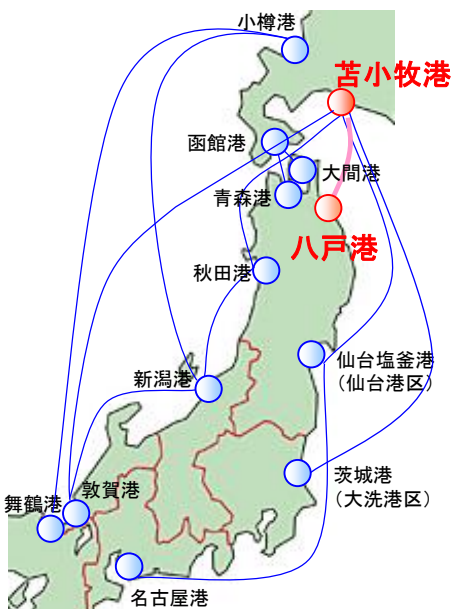 小樽港
苫小牧港
函館港
大間港
青森港
八戸港
秋田港
仙台塩釜港
（仙台港区）
新潟港
茨城港
（大洗港区）
敦賀港
舞鶴港
名古屋港